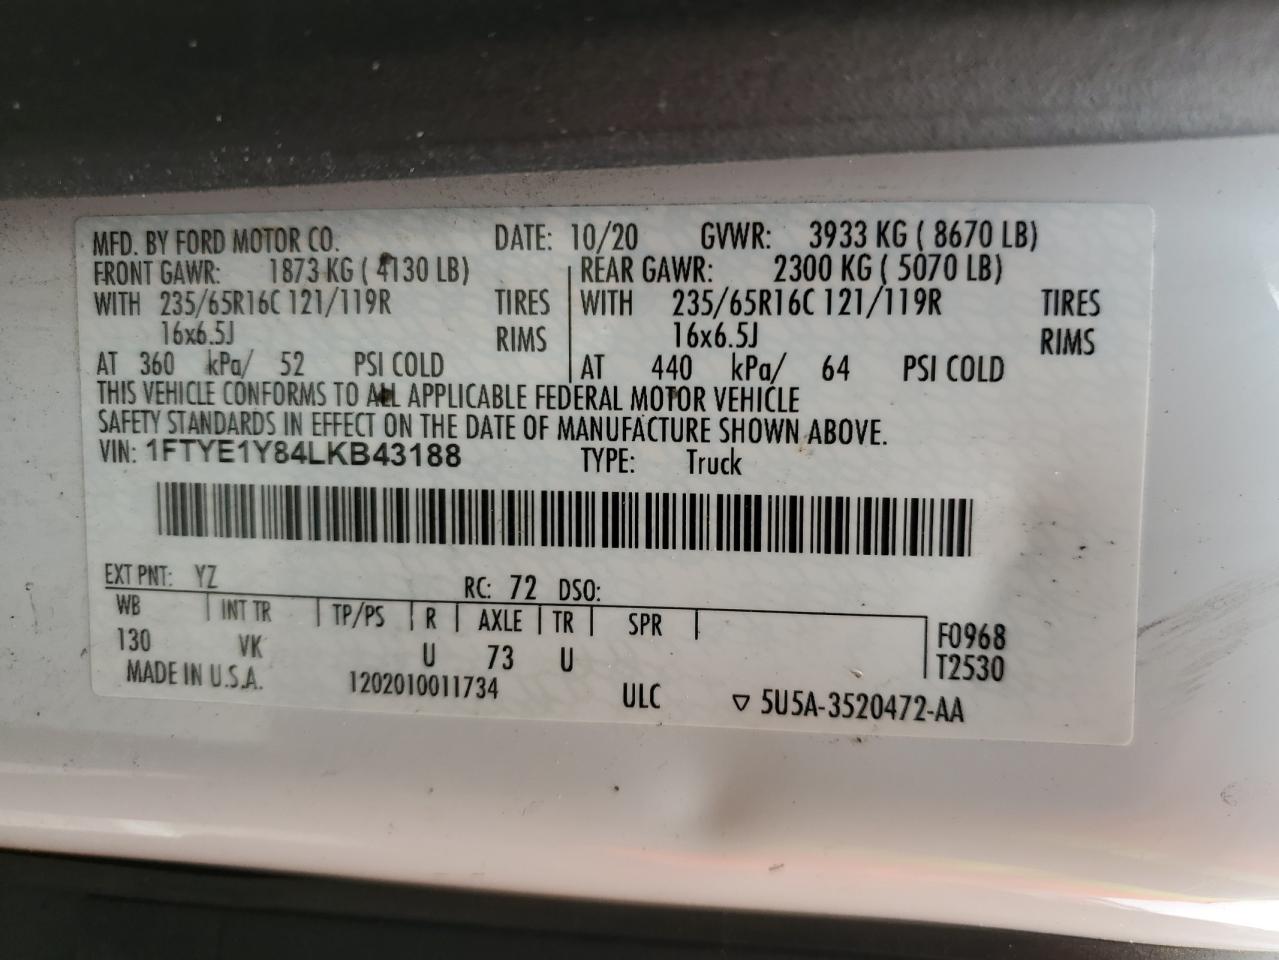 MFD. BY FORD MOTOR CO. DATE: 10/20 GVWR: 3933 KG ( 8670 LB)
FRONT GAWR: 1873 KG ( 4130 LB) REAR GAWR: 2300 KG ( 5070 LB)
WITH 235/65R16C 121/119R TIRES WITH 235/65R16C 121/119R TIRES
16x6.5J RIMS 16x6.5J RIMS
AT 360 kPa/ 52 PSI COLD AT 440 kPa/ 64 PSI COLD
THIS VEHICLE CONFORMS TO ALL APPLICABLE FEDERAL MOTOR VEHICLE
SAFETY STANDARDS IN EFFECT ON THE DATE OF MANUFACTURE SHOWN ABOVE.
VIN: 1FTYE1Y84LKB43188 TYPE: Truck
EXT PNT: YZ RC: 72 DSO:
WB INT TR TP/PS R AXLE TR SPR F0968
130 VK U 73 U T2530
MADE IN U.S.A. 1202010011734 ULC ▽ 5U5A-3520472-AA